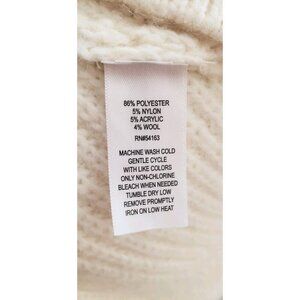 86% POLYESTER
5% NYLON
5% ACRYLIC
4% WOOL
RN#54163
MACHINE WASH COLD
GENTLE CYCLE
WITH LIKE COLORS
ONLY NON-CHLORINE
BLEACH WHEN NEEDED
TUMBLE DRY LOW
REMOVE PROMPTLY
IRON ON LOW HEAT